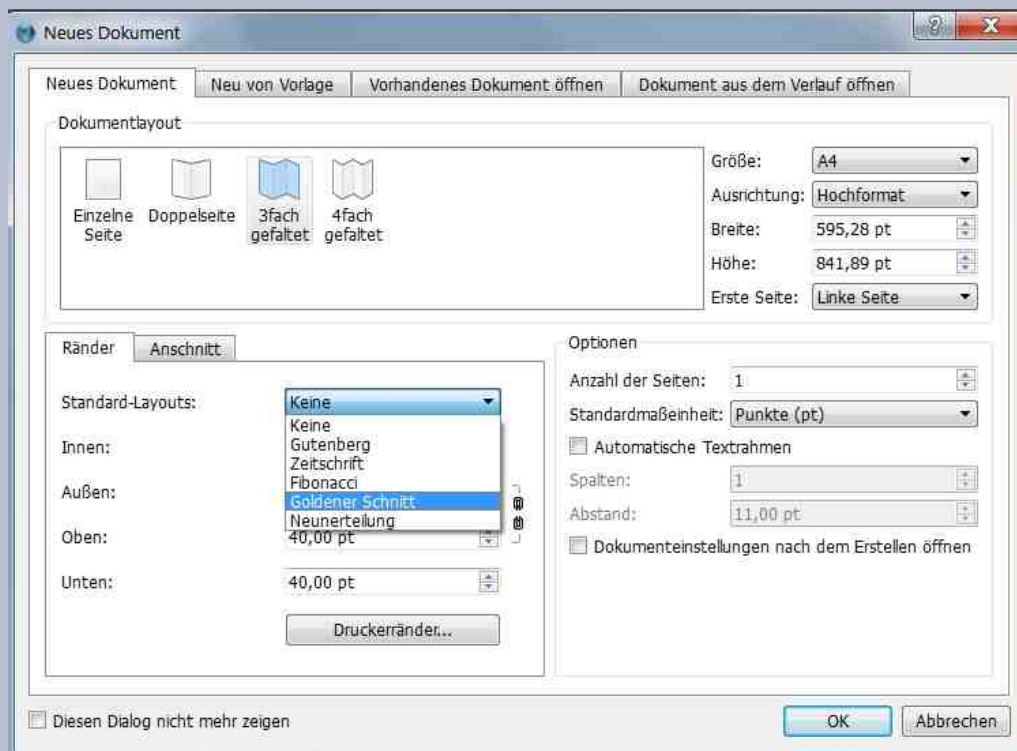 Neues Dokument
Neues Dokument
Neu von Vorlage
Vorhandenes Dokument öffnen
Dokument aus dem Verlauf öffnen
Dokumentlayout
Einzelne
Seite
Doppelseite
3fach
gefaltet
4fach
gefaltet
Größe: A4
Ausrichtung: Hochformat
Breite: 595,28 pt
Höhe: 841,89 pt
Erste Seite: Linke Seite
Ränder
Anschnitt
Standard-Layouts: Keine
Keine
Gutenberg
Zeitschrift
Fibonacci
Goldener Schnitt
Neunerteilung
Innen:
Außen:
Oben: 40,00 pt
Unten: 40,00 pt
Druckerränder...
Optionen
Anzahl der Seiten: 1
Standardmaßeinheit: Punkte (pt)
Automatische Textrahmen
Spalten: 1
Abstand: 11,00 pt
Dokumenteinstellungen nach dem Erstellen öffnen
Diesen Dialog nicht mehr zeigen
OK
Abbrechen